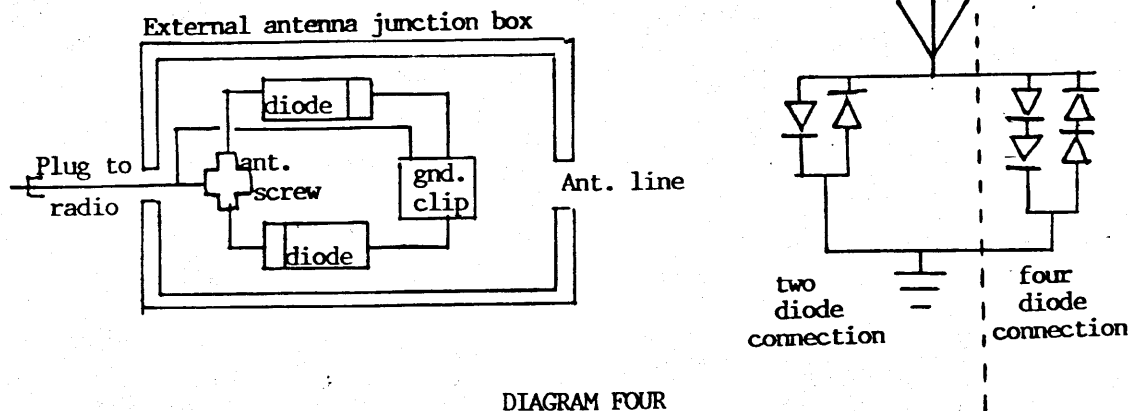 External antenna junction box
diode
Plug to
radio
ant.
screw
gnd.
clip
Ant. line
diode
two
diode
connection
four
diode
connection
DIAGRAM FOUR